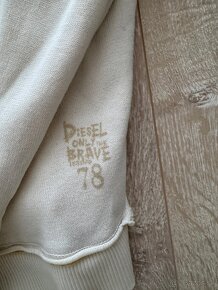 DIESEL
ONLY THE
BRAVE
78